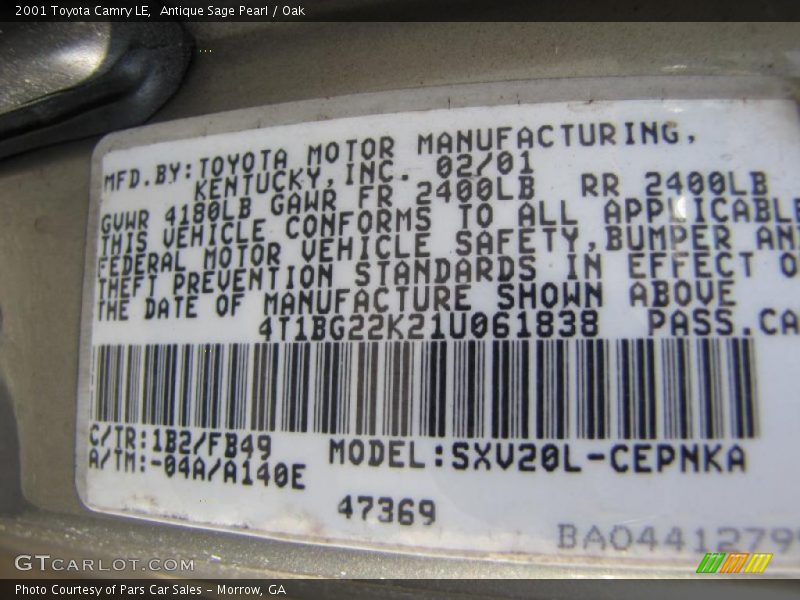 2001 Toyota Camry LE, Antique Sage Pearl / Oak
MFD.BY:TOYOTA MOTOR MANUFACTURING,
KENTUCKY,INC. 02/01
GVWR 4180LB GAWR FR 2400LB RR 2400LB
THIS VEHICLE CONFORMS TO ALL APPLICABLE
FEDERAL MOTOR VEHICLE SAFETY,BUMPER AN
THEFT PREVENTION STANDARDS IN EFFECT O
THE DATE OF MANUFACTURE SHOWN ABOVE
4T1BG22K21U061838 PASS.CA
C/TR:1B2/FB49
A/TM:-04A/A140E
MODEL:SXV20L-CEPNKA
47369
BAO441279
GTCARLOT.COM
Photo Courtesy of Pars Car Sales - Morrow, GA